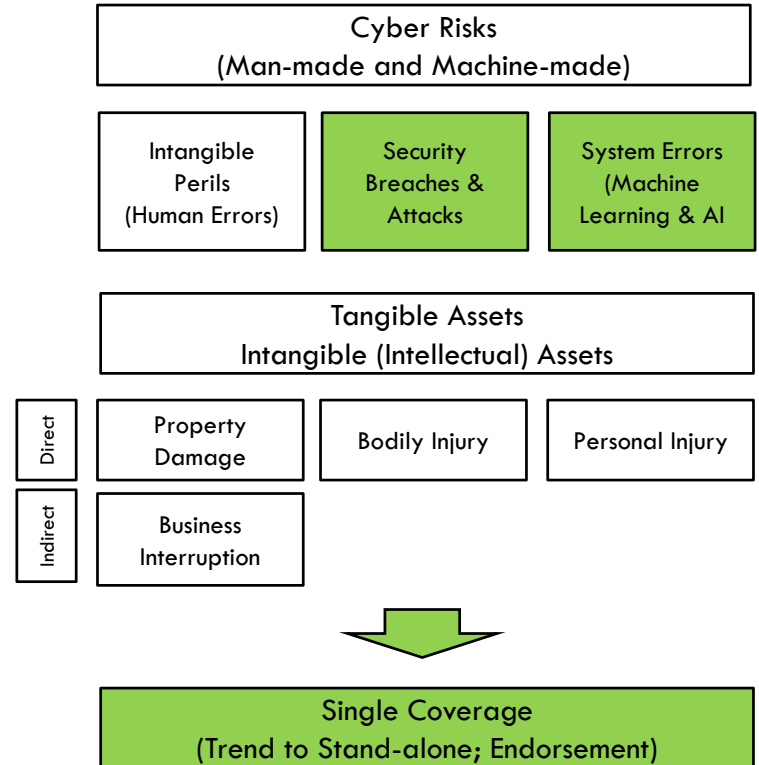 Cyber Risks
(Man-made and Machine-made)
Intangible
Perils
(Human Errors)
Security
Breaches &
Attacks
System Errors
(Machine
Learning & AI
Tangible Assets
Intangible (Intellectual) Assets
Direct
Property
Damage
Bodily Injury
Personal Injury
Indirect
Business
Interruption
Single Coverage
(Trend to Stand-alone; Endorsement)